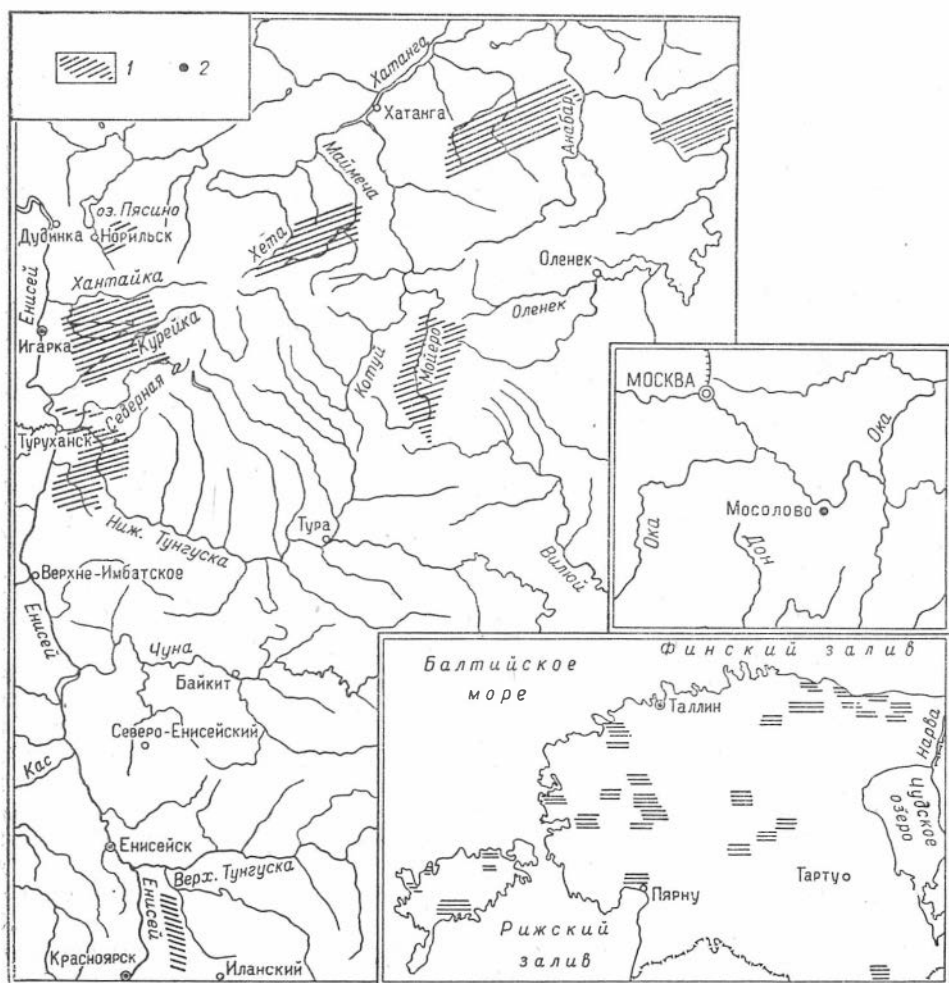 1
2
Хатанга
Хатанга
Анабар
Маймеча
оз. Пясино
Дудинка
Норильск
Хета
Оленек
Енисей
Хантайка
Оленек
Игарка
Курейка
Котуй
Мойеро
Северная
Туруханск
Ниж. Тунгуска
Тура
Вилюй
Верхне-Имбатское
Енисей
Чуна
Байкит
Северо-Енисейский
Кас
Енисейск
Верх. Тунгуска
Енисей
Красноярск
Иланский
МОСКВА
Ока
Мосолово
Ока
Дон
Финский залив
Балтийское
море
Таллин
Нарва
Чудское
озеро
Тарту
Пярну
Рижский
залив